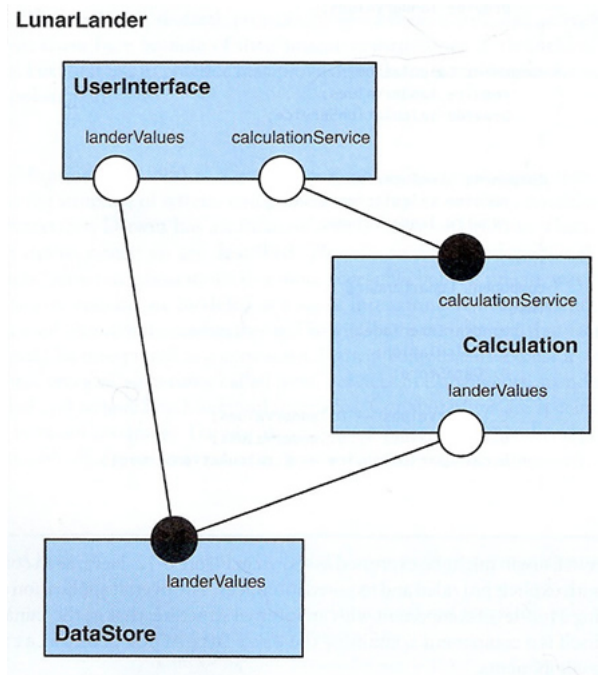 LunarLander
UserInterface
landerValues calculationService
calculationService
Calculation
landerValues
landerValues
DataStore